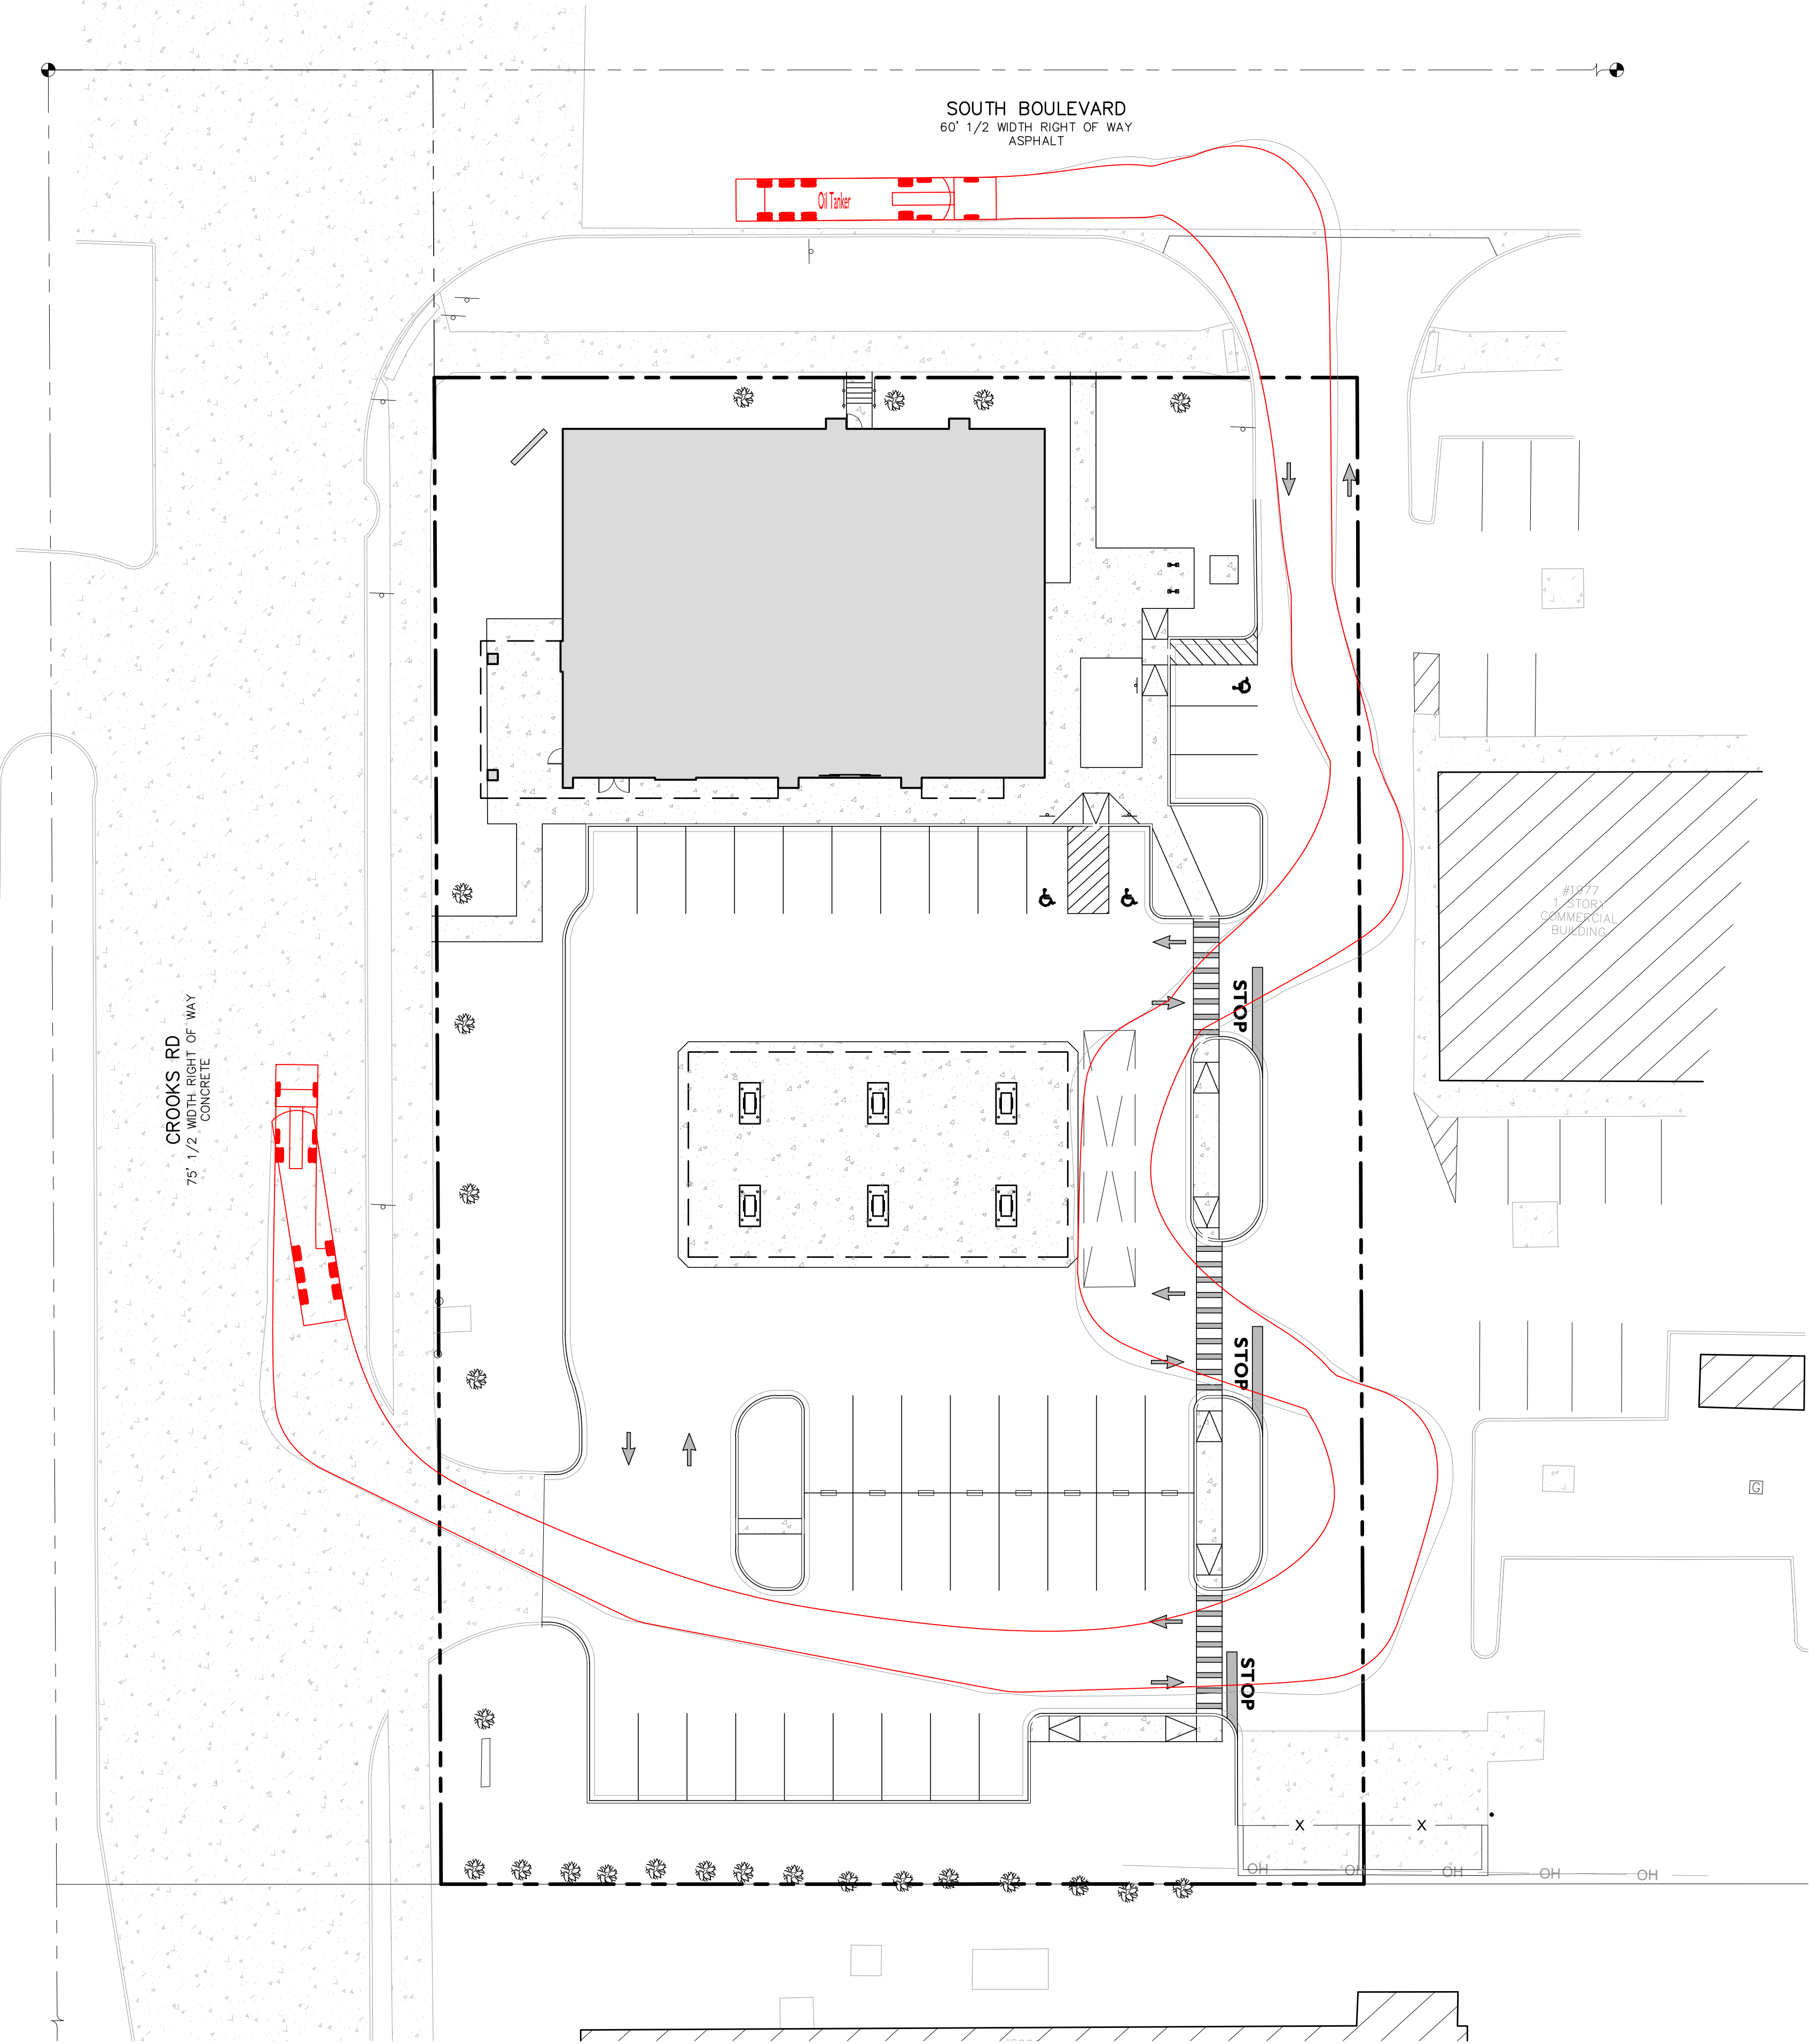 SOUTH BOULEVARD
60' 1/2 WIDTH RIGHT OF WAY
ASPHALT
Oil Tanker
#1977
1 STORY
COMMERCIAL
BUILDING
STOP
CROOKS RD
75' 1/2 WIDTH RIGHT OF WAY
CONCRETE
STOP
G
STOP
X
X
OH
OH
OH
OH
OH